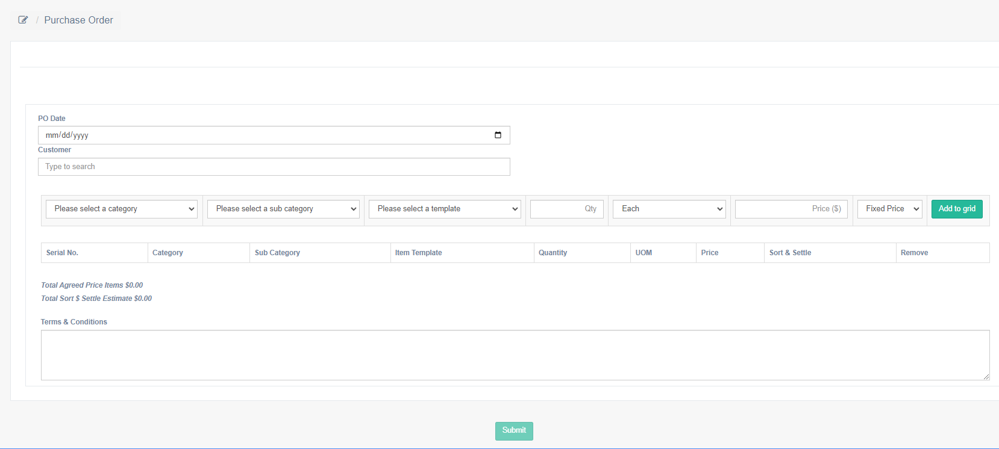 / Purchase Order
PO Date
mm/dd/yyyy
Customer
Type to search
Please select a category Please select a sub category Please select a template Qty Each Price ($) Fixed Price Add to grid
Serial No. Category Sub Category Item Template Quantity UOM Price Sort & Settle Remove
Total Agreed Price Items $0.00
Total Sort $ Settle Estimate $0.00
Terms & Conditions
Submit